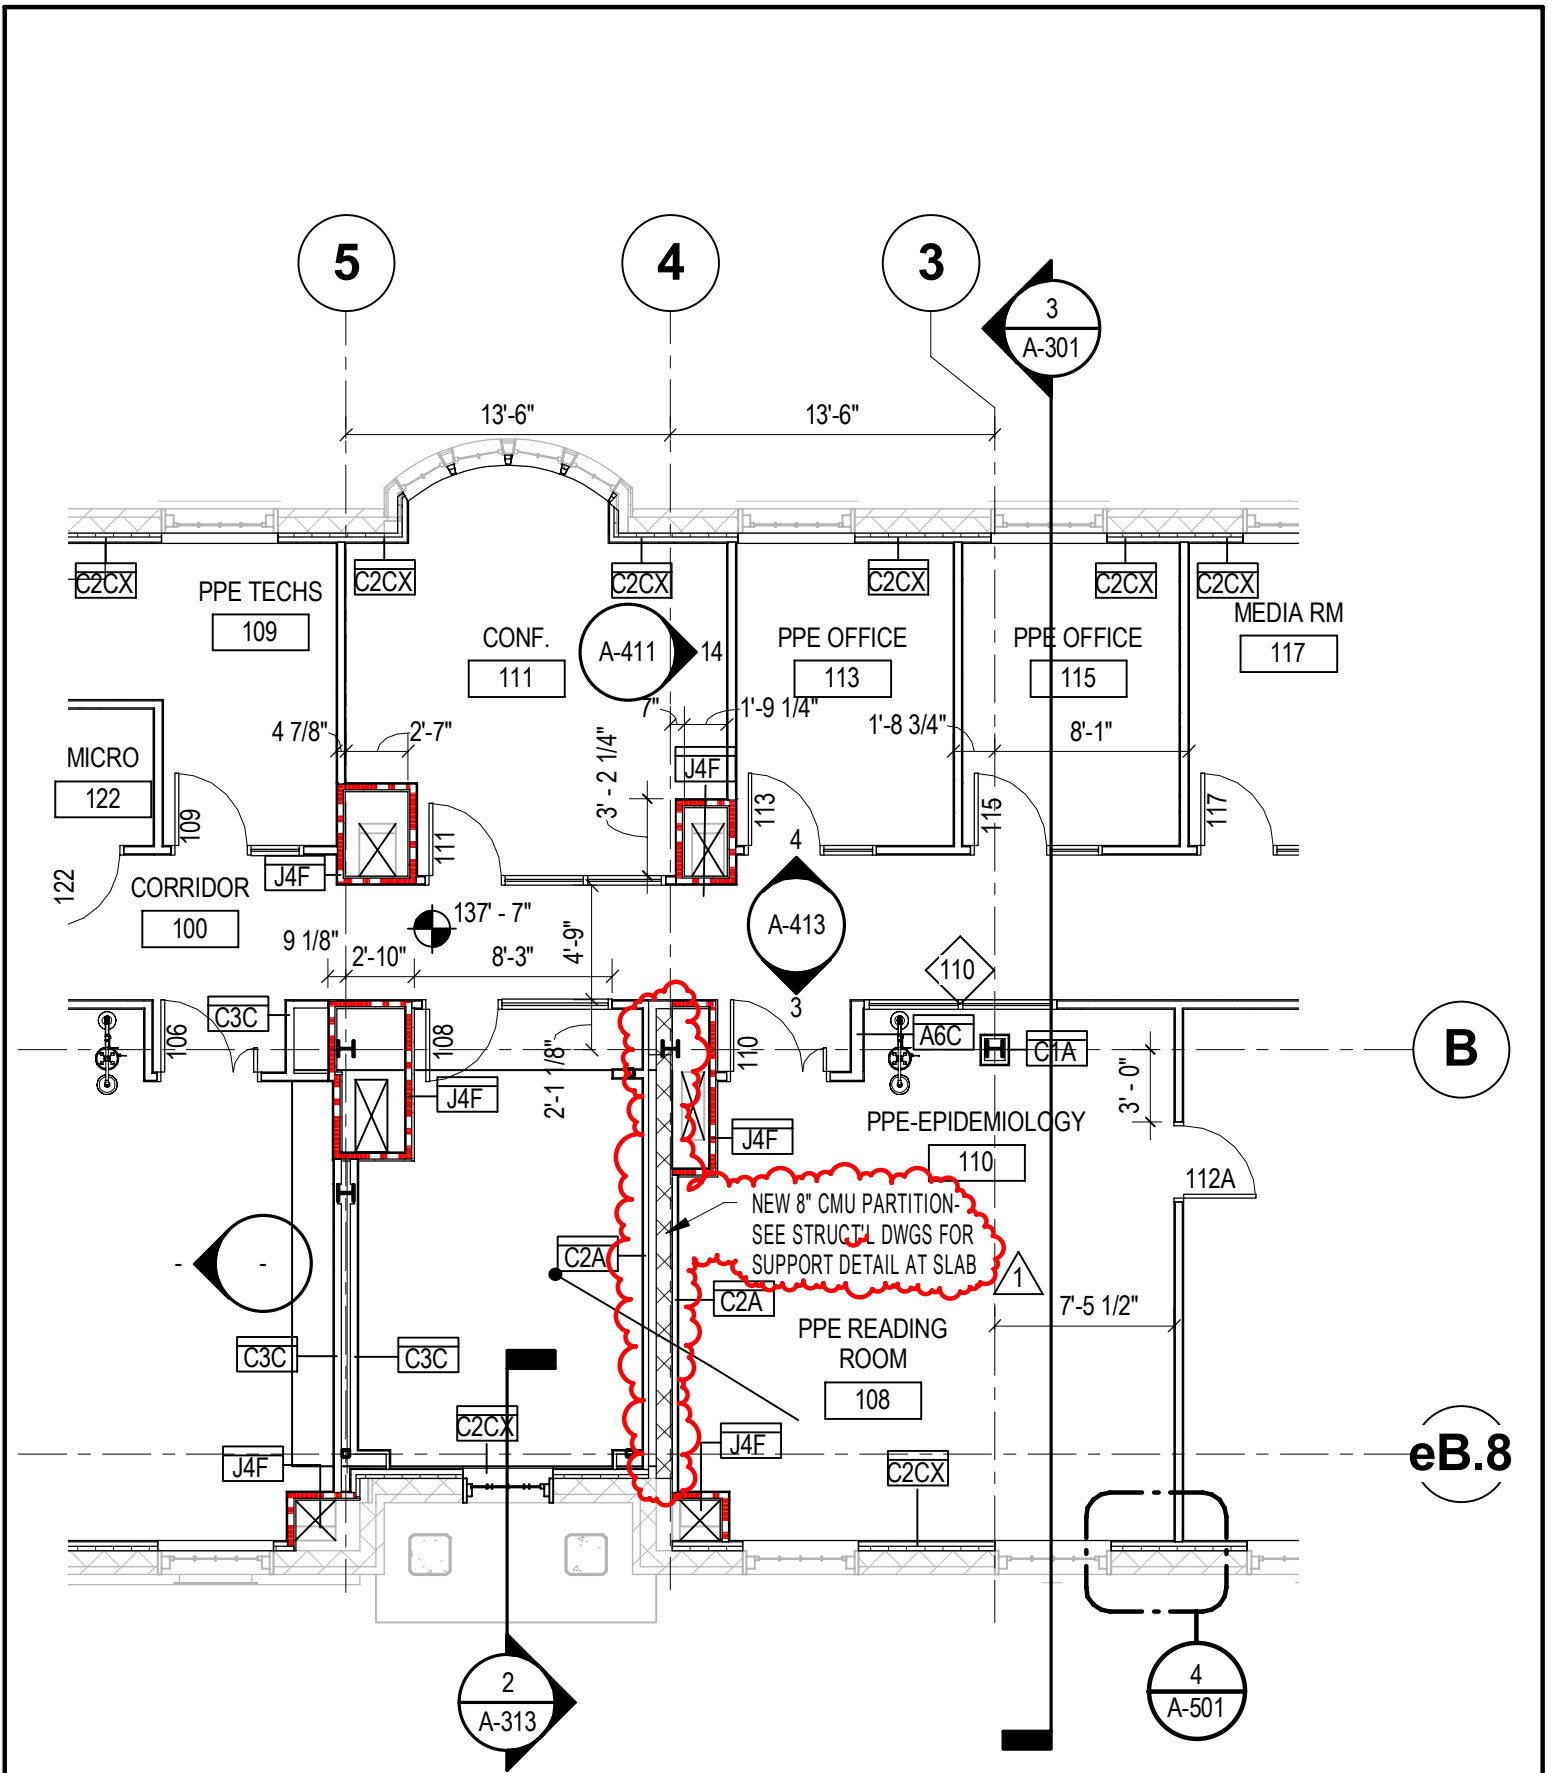 5
4
3
3
A-301
13'-6"
13'-6"
C2CX
C2CX
C2CX
C2CX
C2CX
C2CX
PPE TECHS
109
CONF.
111
A-411
14
PPE OFFICE
113
PPE OFFICE
115
MEDIA RM
117
4 7/8"
2'-7"
7"
1'-9 1/4"
1'-8 3/4"
8'-1"
MICRO
122
3' - 2 1/4"
J4F
109
111
113
115
117
122
J4F
4
A-413
3
CORRIDOR
100
137' - 7"
9 1/8"
2'-10"
8'-3"
4'-9"
110
C3C
106
108
110
A6C
C1A
B
2'-1 1/8"
3' - 0"
J4F
J4F
PPE-EPIDEMIOLOGY
110
112A
NEW 8" CMU PARTITION-
SEE STRUCT'L DWGS FOR
SUPPORT DETAIL AT SLAB
1
-
-
C2A
C2A
7'-5 1/2"
PPE READING
ROOM
108
C3C
C3C
C2CX
J4F
J4F
C2CX
eB.8
2
A-313
4
A-501